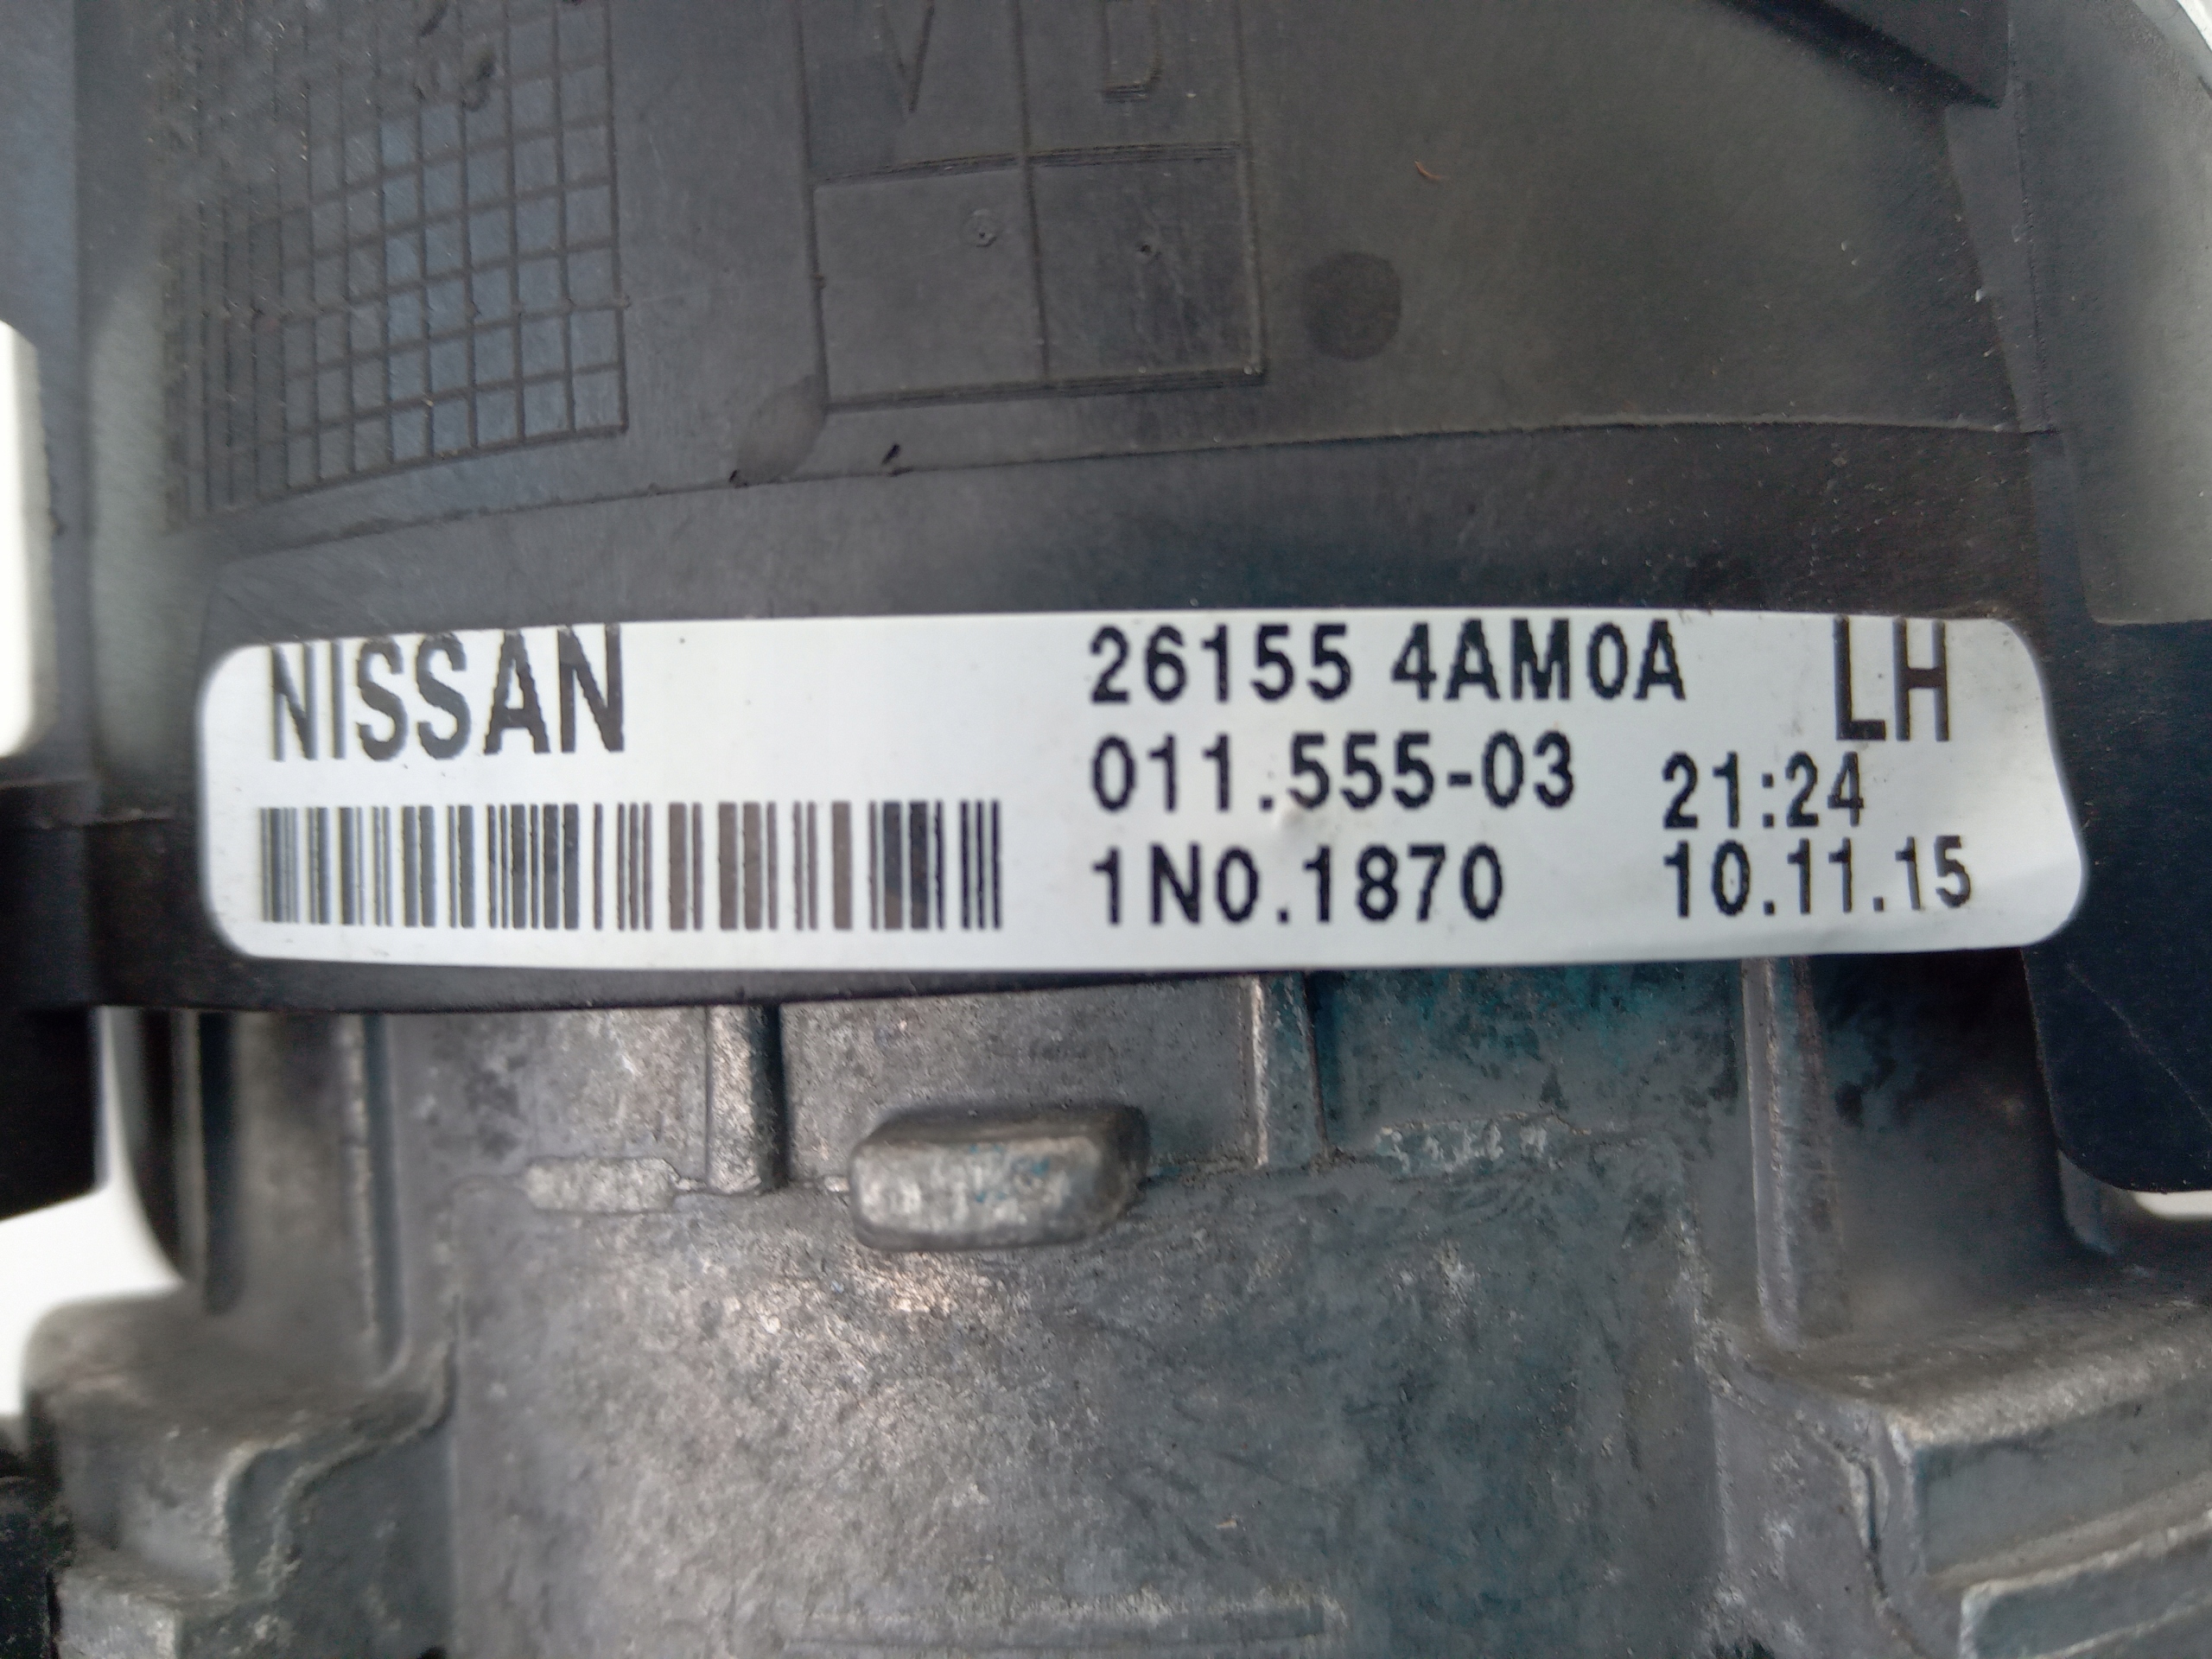 V D
NISSAN
26155 4AM0A LH
011.555-03 21:24
1N0.1870 10.11.15